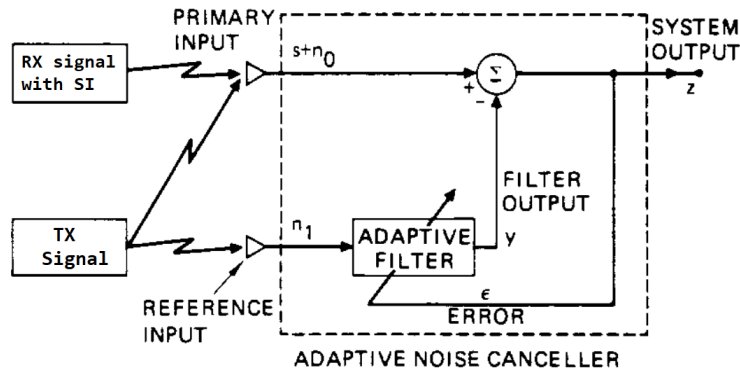 PRIMARY
INPUT
SYSTEM
OUTPUT
RX signal
with SI
s+n₀
Σ
+
−
z
FILTER
OUTPUT
TX
Signal
n₁
ADAPTIVE
FILTER
y
REFERENCE
INPUT
ϵ
ERROR
ADAPTIVE NOISE CANCELLER